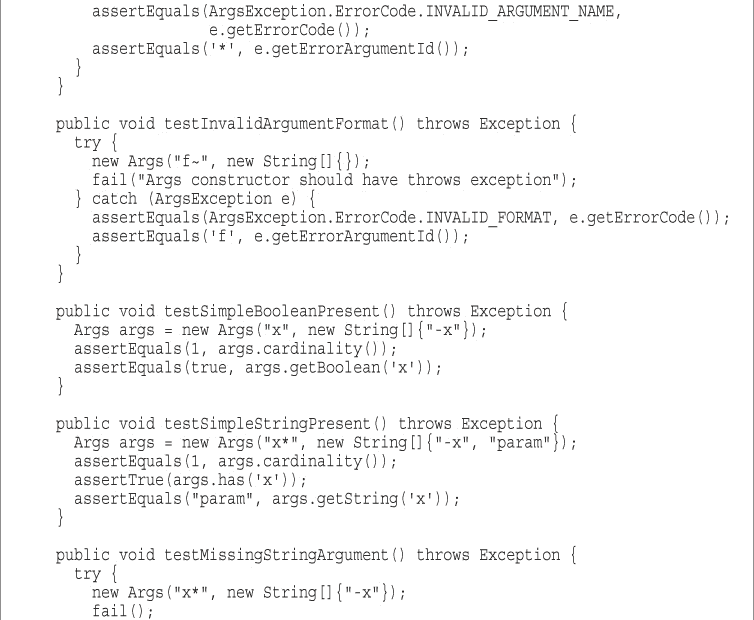 assertEquals(ArgsException.ErrorCode.INVALID_ARGUMENT_NAME,
e.getErrorCode());
assertEquals('*', e.getErrorArgumentId());
}
}
public void testInvalidArgumentFormat() throws Exception {
try {
new Args("f~", new String[]{});
fail("Args constructor should have throws exception");
} catch (ArgsException e) {
assertEquals(ArgsException.ErrorCode.INVALID_FORMAT, e.getErrorCode());
assertEquals('f', e.getErrorArgumentId());
}
}
public void testSimpleBooleanPresent() throws Exception {
Args args = new Args("x", new String[]{"-x"});
assertEquals(1, args.cardinality());
assertEquals(true, args.getBoolean('x'));
}
public void testSimpleStringPresent() throws Exception {
Args args = new Args("x*", new String[]{"-x", "param"});
assertEquals(1, args.cardinality());
assertTrue(args.has('x'));
assertEquals("param", args.getString('x'));
}
public void testMissingStringArgument() throws Exception {
try {
new Args("x*", new String[]{"-x"});
fail();